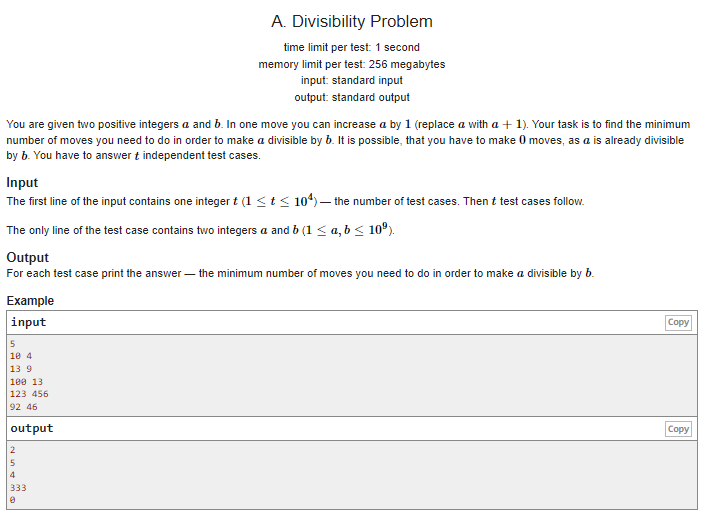 A. Divisibility Problem
time limit per test: 1 second
memory limit per test: 256 megabytes
input: standard input
output: standard output
You are given two positive integers a and b. In one move you can increase a by 1 (replace a with a + 1). Your task is to find the minimum
number of moves you need to do in order to make a divisible by b. It is possible, that you have to make 0 moves, as a is already divisible
by b. You have to answer t independent test cases.
Input
The first line of the input contains one integer t (1 ≤ t ≤ 10⁴) — the number of test cases. Then t test cases follow.
The only line of the test case contains two integers a and b (1 ≤ a, b ≤ 10⁹).
Output
For each test case print the answer — the minimum number of moves you need to do in order to make a divisible by b.
Example
input Copy
5
10 4
13 9
100 13
123 456
92 46
output Copy
2
5
4
333
0